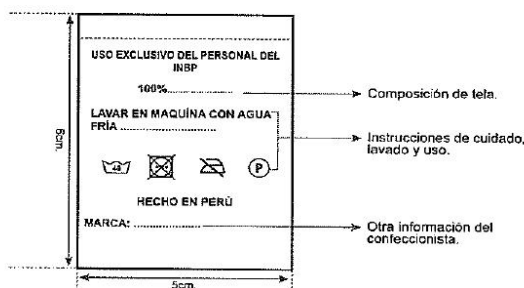 USO EXCLUSIVO DEL PERSONAL DEL
INBP
100%........................
Composición de tela.
LAVAR EN MAQUÍNA CON AGUA
FRÍA ........................
Instrucciones de cuidado,
lavado y uso.
40
P
HECHO EN PERÚ
MARCA: .................
Otra información del
confeccionista.
6cm.
5cm.